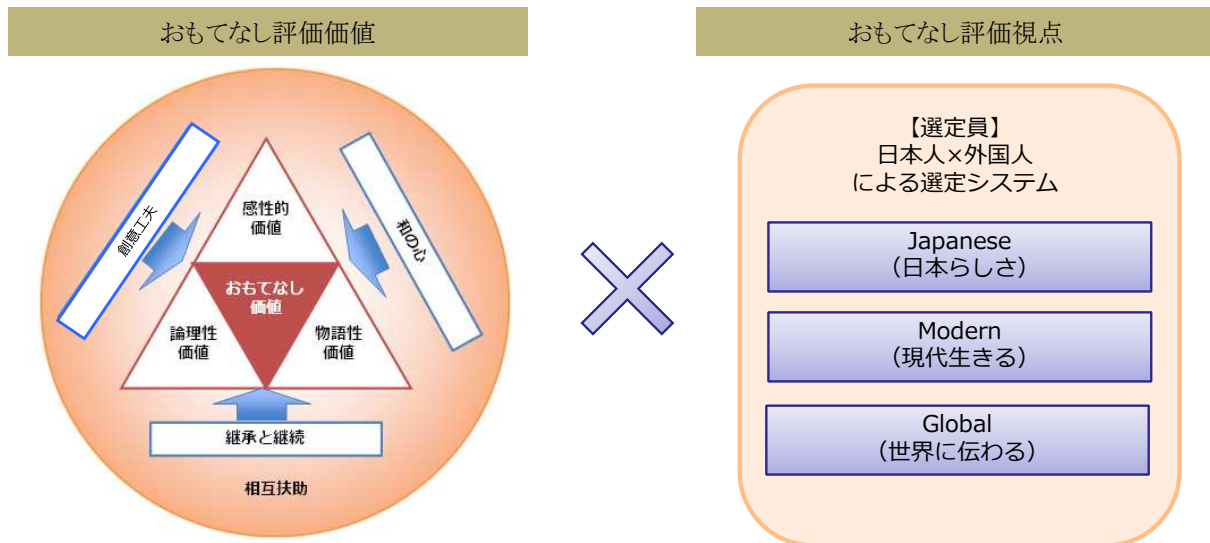 おもてなし評価価値
創意工夫
和の心
感性的
価値
おもてなし
価値
論理性
価値
物語性
価値
継承と継続
相互扶助
おもてなし評価視点
【選定員】
日本人×外国人
による選定システム
Japanese
（日本らしさ）
Modern
（現代生きる）
Global
（世界に伝わる）